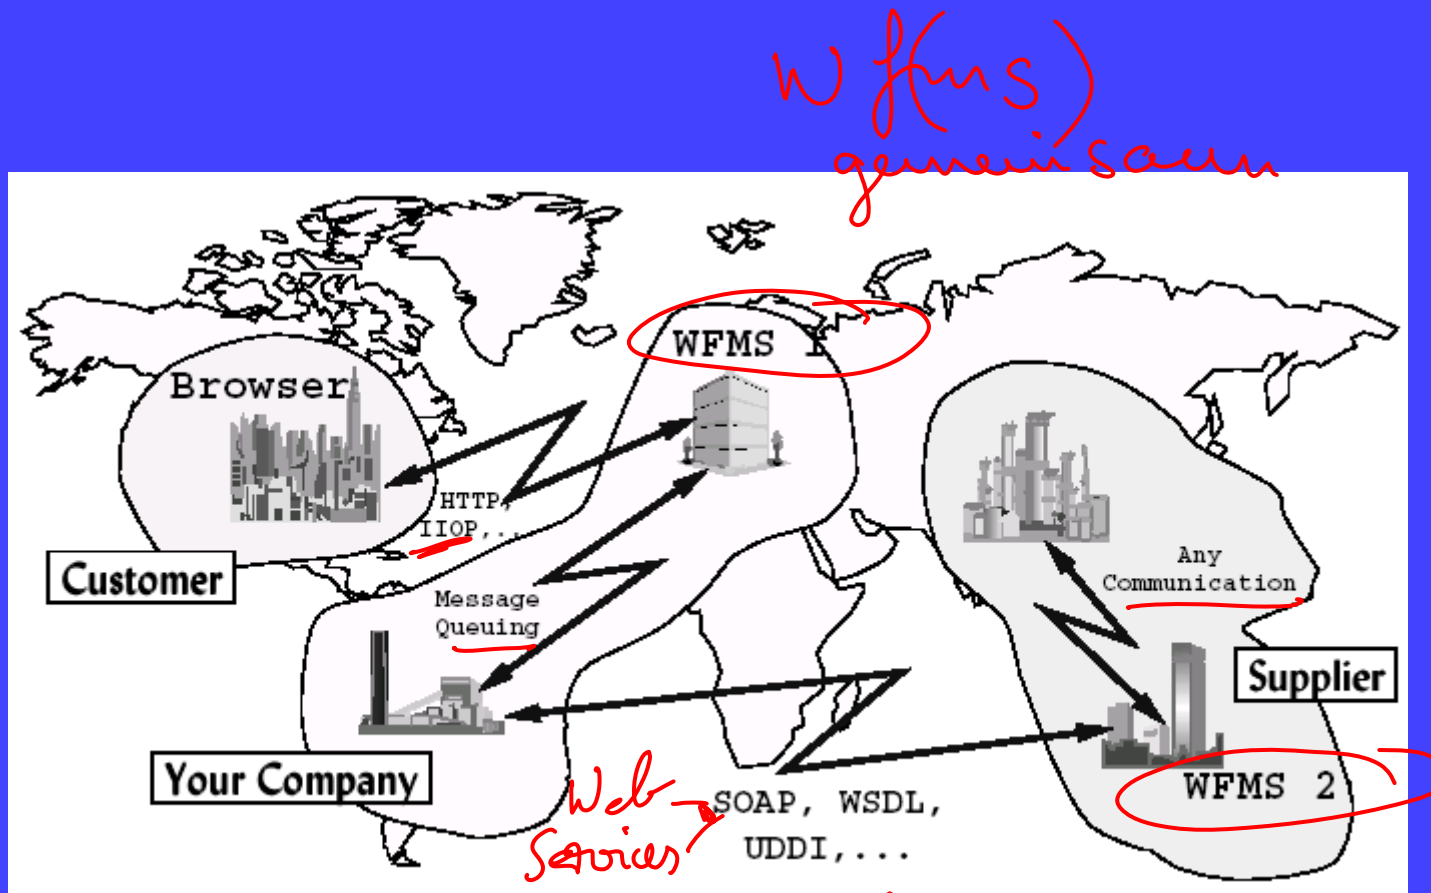 Wf(ms)
gemeinsam
WFMS 1
Browser
HTTP,
IIOP,..
Customer
Any
Communication
Message
Queuing
Supplier
Your Company
WFMS 2
Web
Services
SOAP, WSDL,
UDDI,...